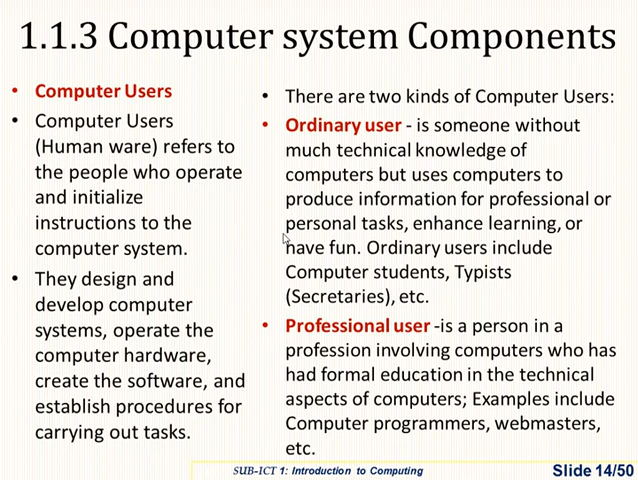 1.1.3 Computer system Components
• Computer Users
• Computer Users
(Human ware) refers to
the people who operate
and initialize
instructions to the
computer system.
• They design and
develop computer
systems, operate the
computer hardware,
create the software, and
establish procedures for
carrying out tasks.
• There are two kinds of Computer Users:
• Ordinary user - is someone without
much technical knowledge of
computers but uses computers to
produce information for professional or
personal tasks, enhance learning, or
have fun. Ordinary users include
Computer students, Typists
(Secretaries), etc.
• Professional user -is a person in a
profession involving computers who has
had formal education in the technical
aspects of computers; Examples include
Computer programmers, webmasters,
etc.
SUB-ICT 1: Introduction to Computing
Slide 14/50